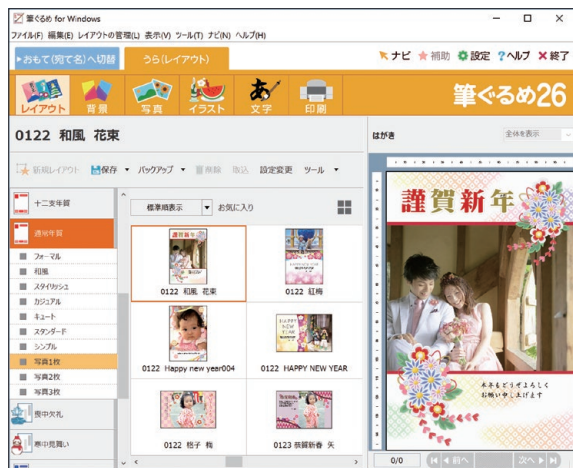 筆ぐるめ for Windows
ファイル(F) 編集(E) レイアウトの管理(L) 表示(V) ツール(T) ナビ(N) ヘルプ(H)
▸おもて(宛て名)へ切替 うら(レイアウト) ナビ 補助 設定 ?ヘルプ ×終了
レイアウト 背景 写真 イラスト 文字 印刷 筆ぐるめ26
あ
0122 和風 花束
はがき 全体を表示
新規レイアウト 保存 バックアップ 削除 取込 設定変更 ツール
十二支年賀
通常年賀
フォーマル
和風
スタイリッシュ
カジュアル
キュート
スタンダード
シンプル
写真1枚
写真2枚
写真3枚
喪中欠礼
寒中見舞い
標準順表示 お気に入り
謹賀新年
0122 和風 花束 0122 紅梅
HAPPY NEW YEAR
0122 Happy new year004 0122 HAPPY NEW YEAR
0122 格子 梅 0123 恭賀新春 矢
謹賀新年
本年もどうぞよろしく
お願い申し上げます
0/0 前へ 次へ